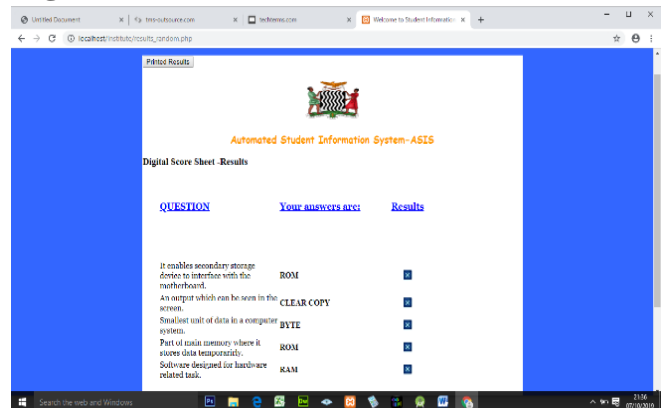 Untitled Document
tms-outsource.com
techterms.com
Welcome to Student Information
localhost/institute/results_random.php
Printed Results
Automated Student Information System-ASIS
Digital Score Sheet -Results
QUESTION Your answers are: Results
It enables secondary storage
device to interface with the ROM
motherboard.
An output which can be seen in the CLEAR COPY
screen.
Smallest unit of data in a computer BYTE
system.
Part of main memory where it ROM
stores data temporarirly.
Software designed for hardware RAM
related task.
Search the web and Windows
21:36
07/10/2019